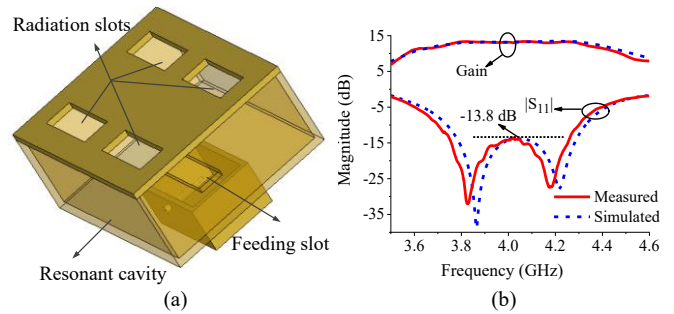 (a)
Radiation slots
Feeding slot
Resonant cavity
(b)
Magnitude (dB)
15
5
-5
-15
-25
-35
Gain
|S11|
-13.8 dB
Measured
Simulated
3.6 3.8 4.0 4.2 4.4 4.6
Frequency (GHz)